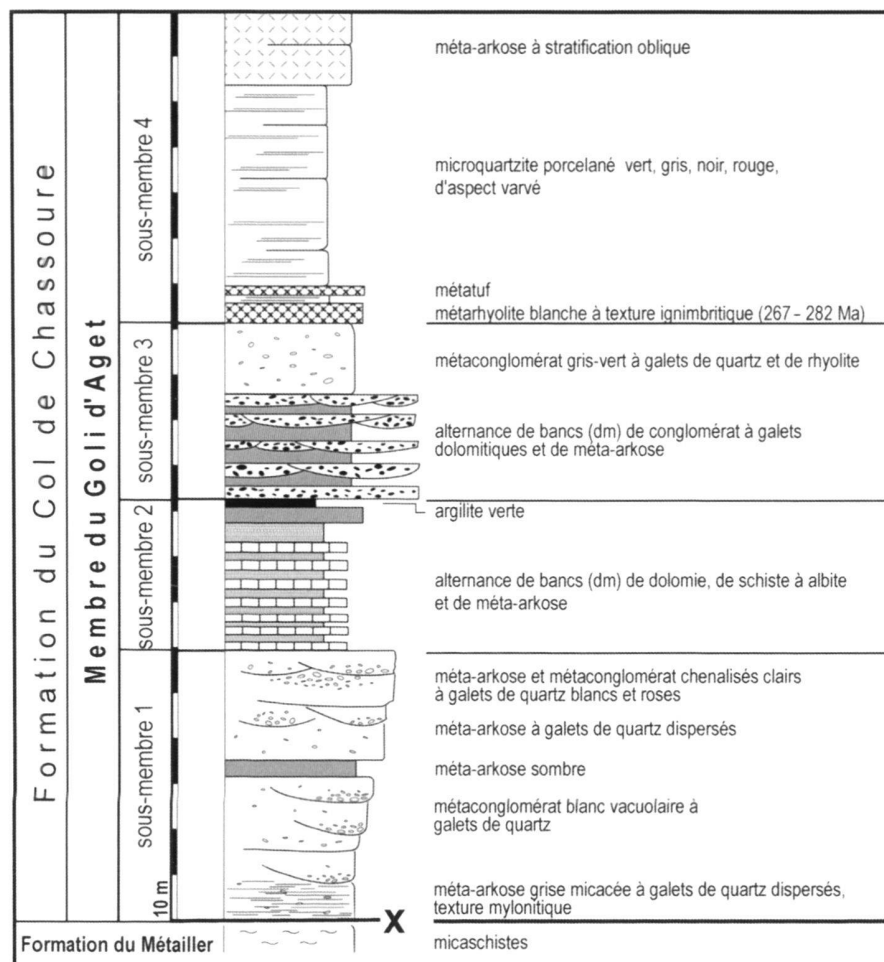 Formation du Col de Chassoure
Membre du Goli d'Aget
sous-membre 4
méta-arkose à stratification oblique
microquartzite porcelané vert, gris, noir, rouge,
d'aspect varvé
métatuf
métarhyolite blanche à texture ignimbritique (267 – 282 Ma)
sous-membre 3
métaconglomérat gris-vert à galets de quartz et de rhyolite
alternance de bancs (dm) de conglomérat à galets
dolomitiques et de méta-arkose
sous-membre 2
argilite verte
alternance de bancs (dm) de dolomie, de schiste à albite
et de méta-arkose
sous-membre 1
méta-arkose et métaconglomérat chenalisés clairs
à galets de quartz blancs et roses
méta-arkose à galets de quartz dispersés
méta-arkose sombre
métaconglomérat blanc vacuolaire à
galets de quartz
méta-arkose grise micacée à galets de quartz dispersés,
texture mylonitique
10 m
X
Formation du Métailler
micaschistes